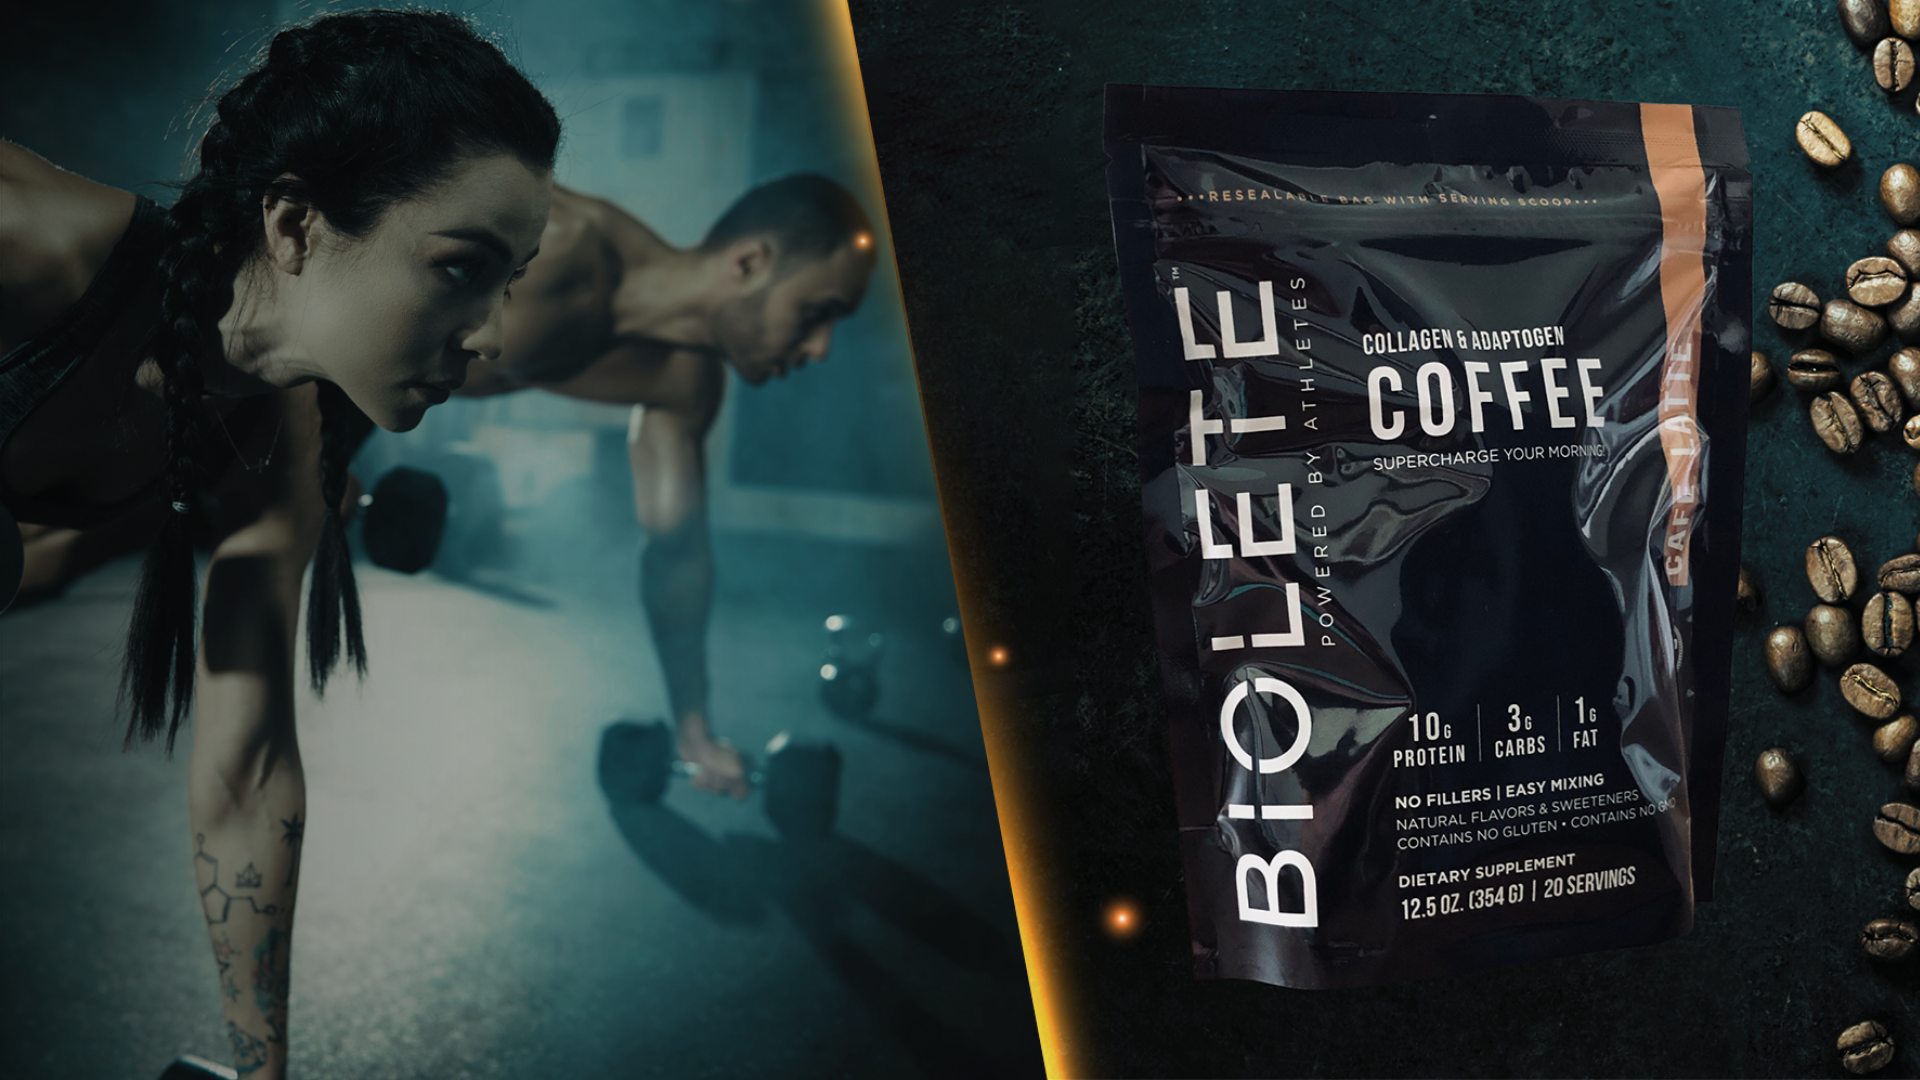 •••RESEALABLE BAG WITH SERVING SCOOP•••
BiOLETE™
POWERED BY ATHLETES
COLLAGEN & ADAPTOGEN
COFFEE
SUPERCHARGE YOUR MORNING!
CAFE LATTE
10G PROTEIN | 3G CARBS | 1G FAT
NO FILLERS | EASY MIXING
NATURAL FLAVORS & SWEETENERS
CONTAINS NO GLUTEN • CONTAINS NO GMO
DIETARY SUPPLEMENT
12.5 OZ. (354 G) | 20 SERVINGS